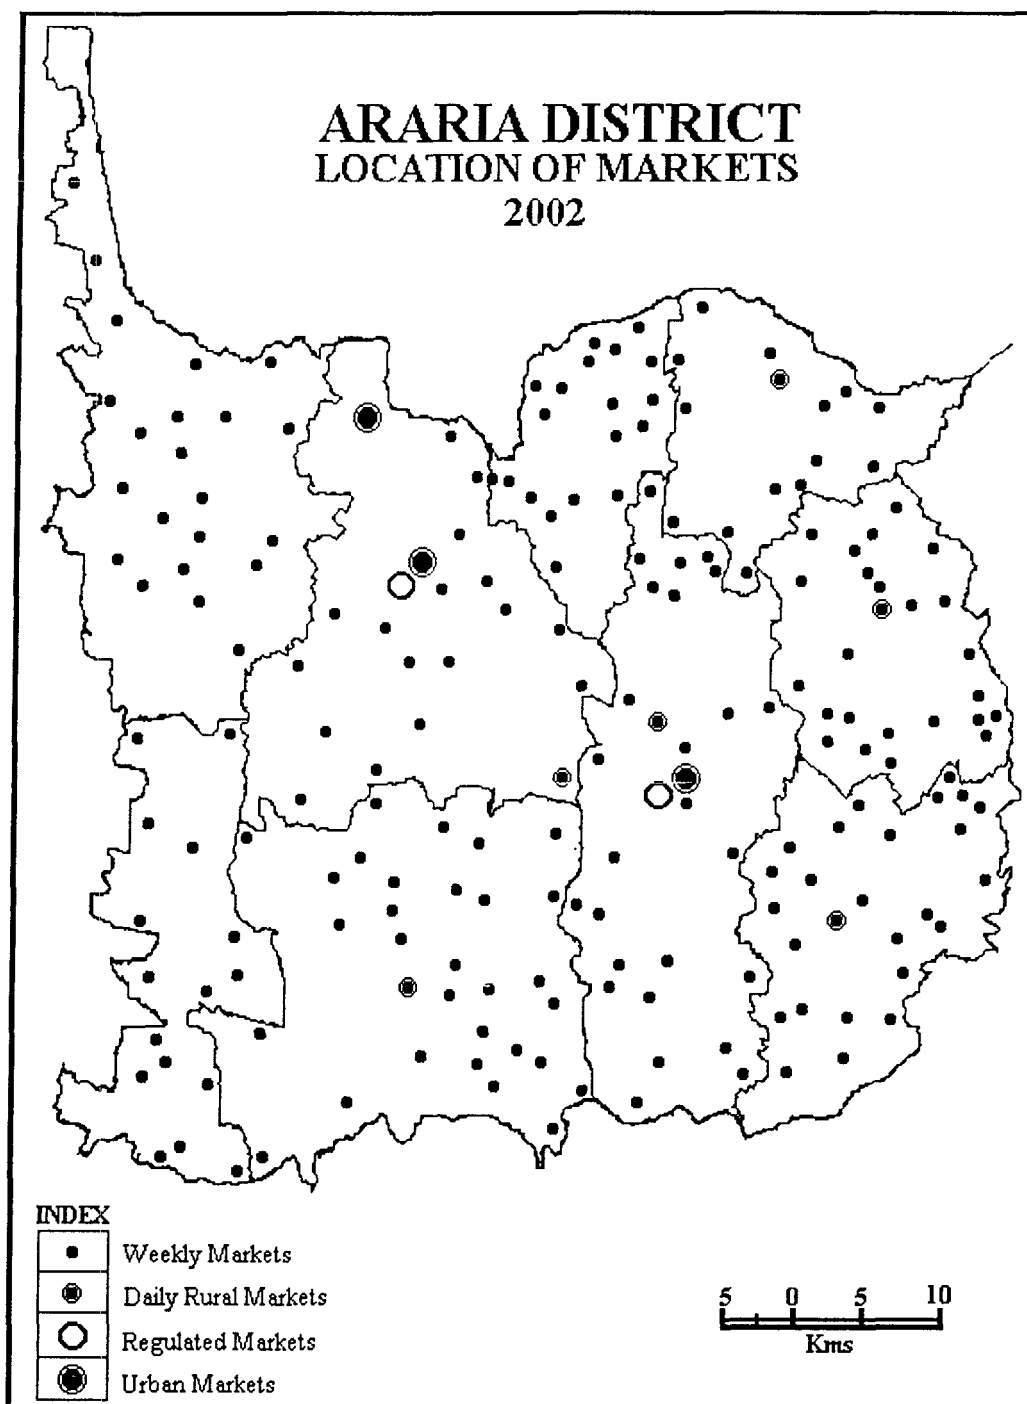 ARARIA DISTRICT
LOCATION OF MARKETS
2002
INDEX
Weekly Markets
Daily Rural Markets
Regulated Markets
Urban Markets
5 0 5 10
Kms